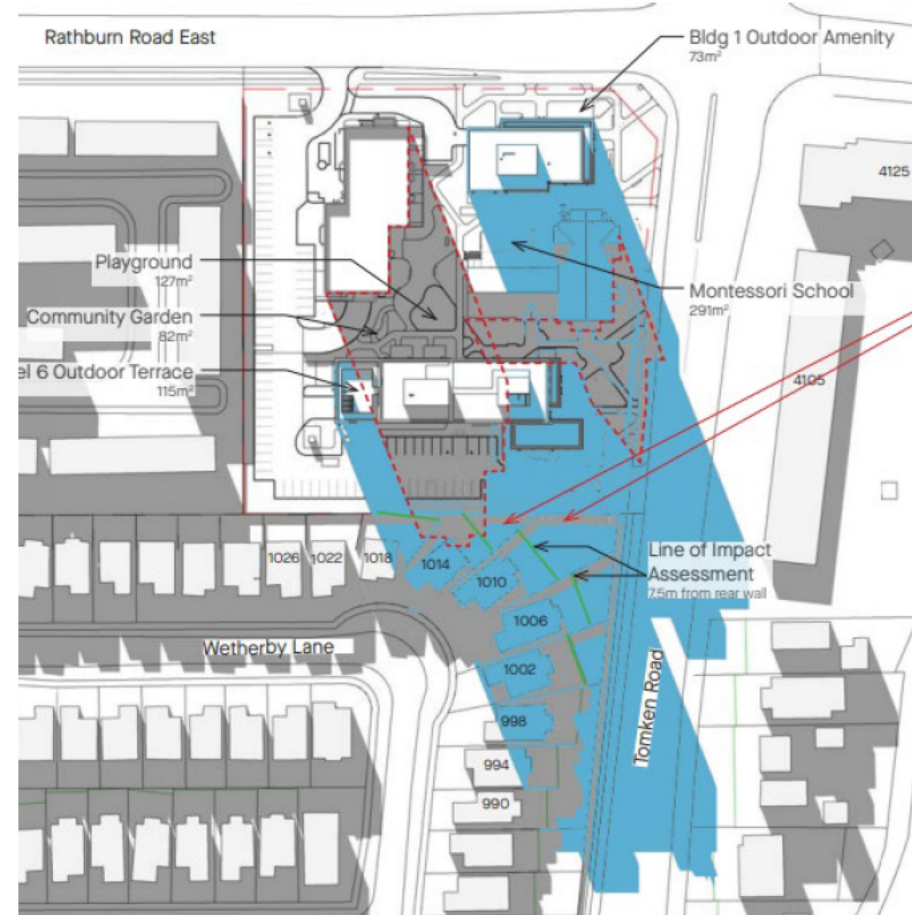 Rathburn Road East
Bldg 1 Outdoor Amenity
73m²
4125
Playground
127m²
Montessori School
291m²
Community Garden
82m²
el 6 Outdoor Terrace
115m²
4105
1026
1022
1018
1014
1010
Line of Impact
Assessment
7.5m from rear wall
1006
Wetherby Lane
1002
Tomken Road
998
994
990